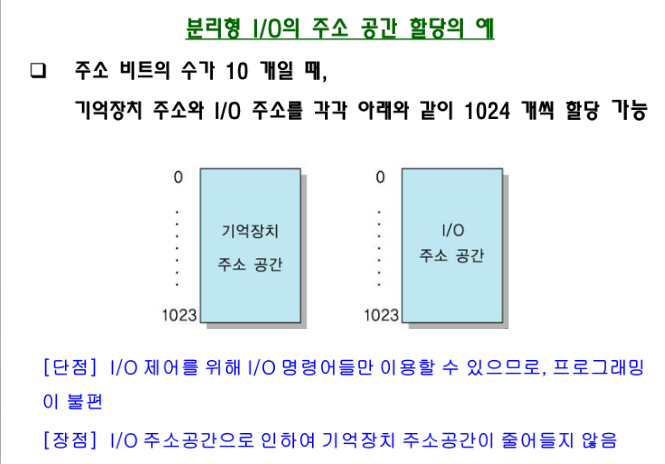 분리형 I/O의 주소 공간 할당의 예
❑ 주소 비트의 수가 10 개일 때,
기억장치 주소와 I/O 주소를 각각 아래와 같이 1024 개씩 할당 가능
0
기억장치
주소 공간
1023
0
I/O
주소 공간
1023
[단점] I/O 제어를 위해 I/O 명령어들만 이용할 수 있으므로, 프로그래밍
이 불편
[장점] I/O 주소공간으로 인하여 기억장치 주소공간이 줄어들지 않음